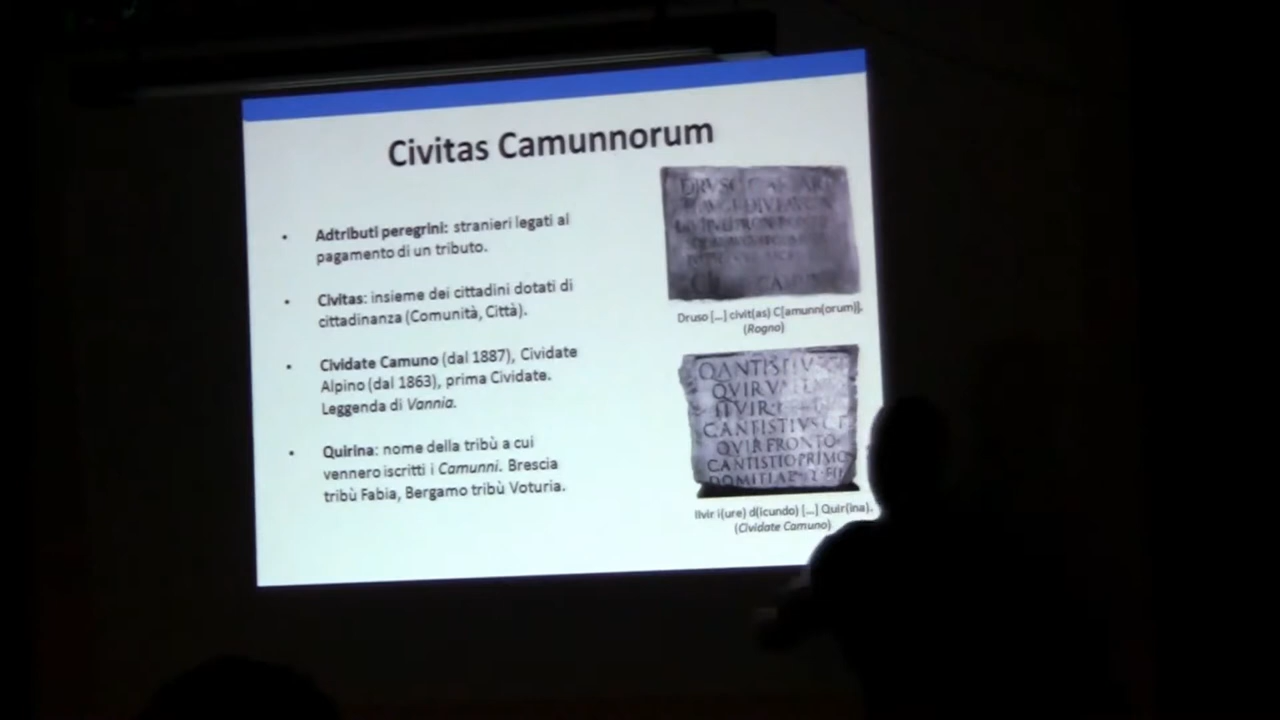 Civitas Camunnorum
• Adtributi peregrini: stranieri legati al
pagamento di un tributo.
• Civitas: insieme dei cittadini dotati di
cittadinanza (Comunità, Città).
• Cividate Camuno (dal 1887), Cividate
Alpino (dal 1863), prima Cividate.
Leggenda di Vannia.
• Quirina: nome della tribù a cui
vennero iscritti i Camunni. Brescia
tribù Fabia, Bergamo tribù Voturia.
Druso [...] civit(as) C[amunn(orum)].
(Rogno)
QVIR
IIVIR
CANTISTIVS
QVIR FRONTO
CANTISTIO PRIMO
IIvir i(ure) d(icundo) [...] Quir(ina).
(Cividate Camuno)